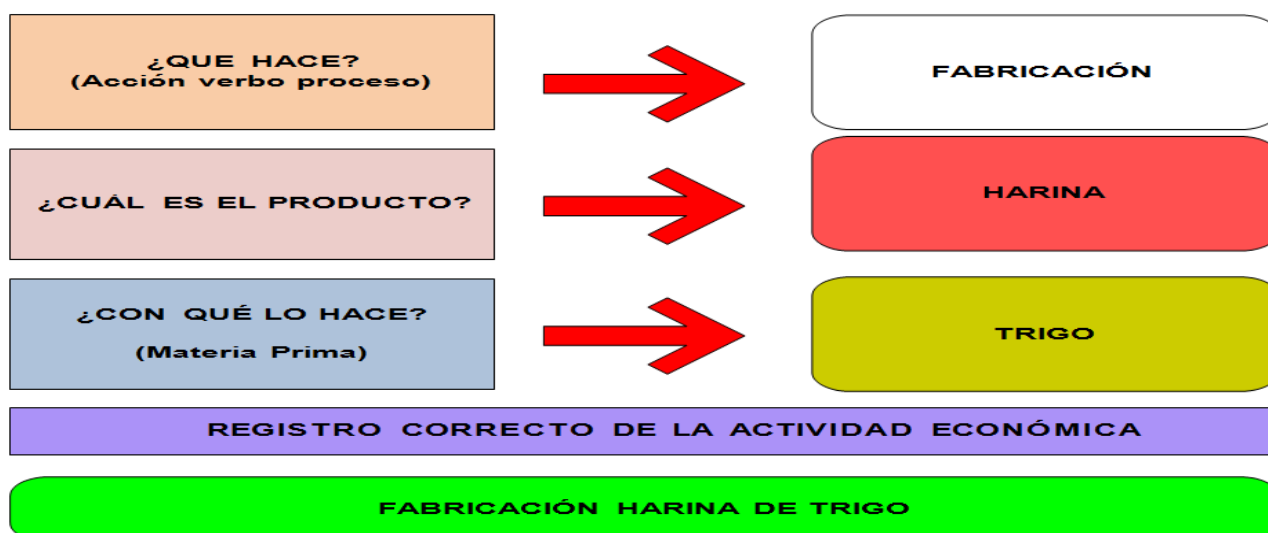 ¿QUE HACE?
(Acción verbo proceso)
FABRICACIÓN
¿CUÁL ES EL PRODUCTO?
HARINA
¿CON QUÉ LO HACE?
(Materia Prima)
TRIGO
REGISTRO CORRECTO DE LA ACTIVIDAD ECONÓMICA
FABRICACIÓN HARINA DE TRIGO